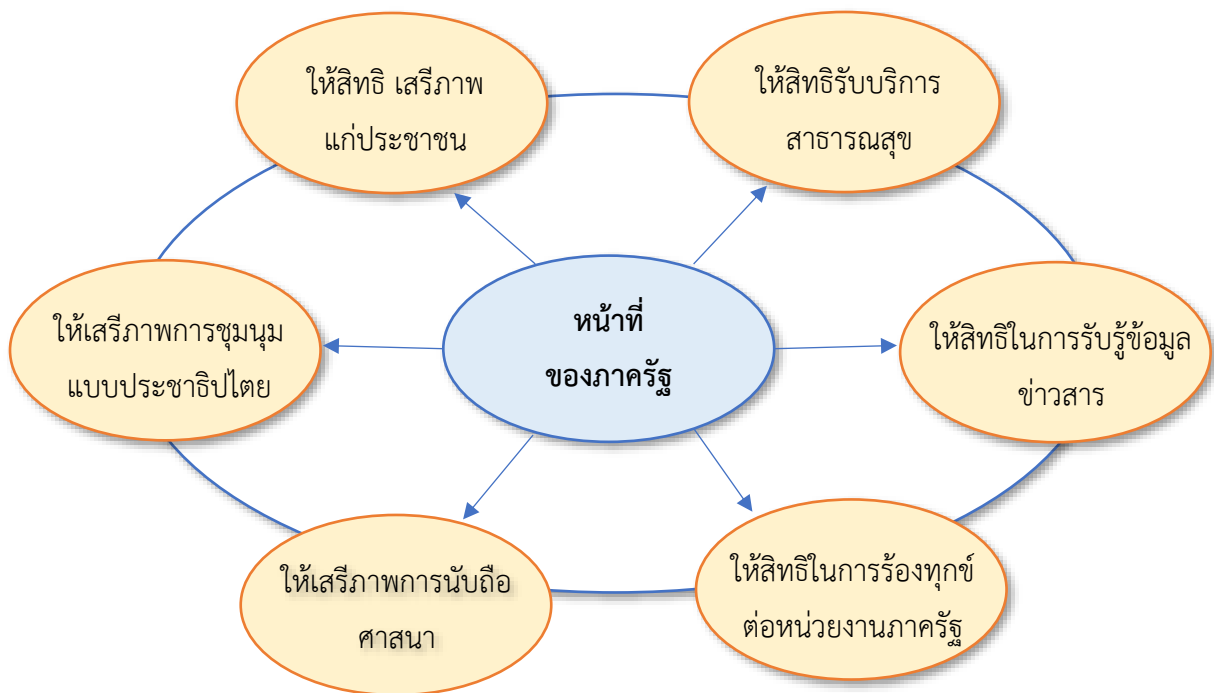 ให้สิทธิ เสรีภาพ
แก่ประชาชน
ให้สิทธิรับบริการ
สาธารณสุข
ให้เสรีภาพการชุมนุม
แบบประชาธิปไตย
หน้าที่
ของภาครัฐ
ให้สิทธิในการรับรู้ข้อมูล
ข่าวสาร
ให้เสรีภาพการนับถือ
ศาสนา
ให้สิทธิในการร้องทุกข์
ต่อหน่วยงานภาครัฐ